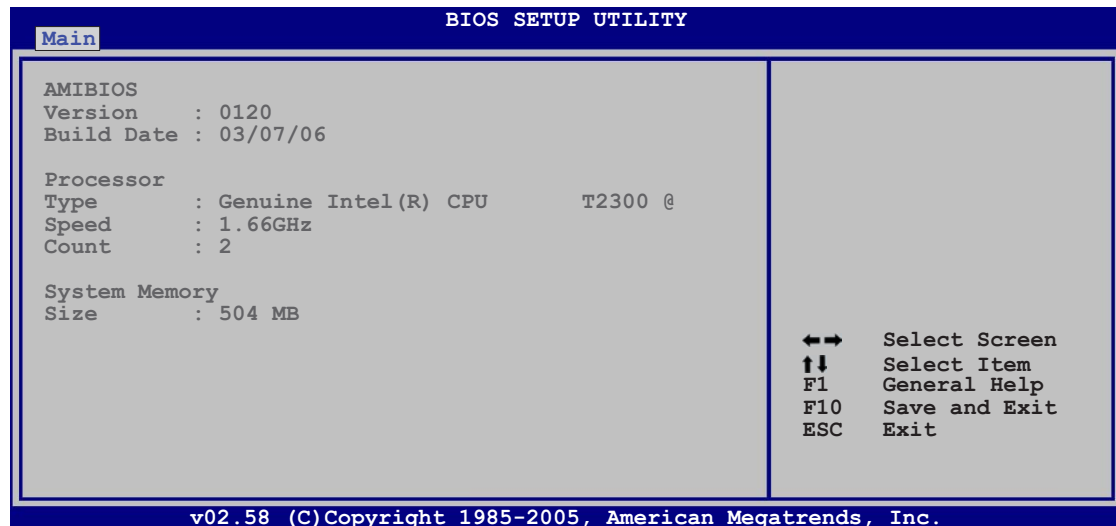 BIOS SETUP UTILITY
Main
AMIBIOS
Version : 0120
Build Date : 03/07/06
Processor
Type : Genuine Intel(R) CPU T2300 @
Speed : 1.66GHz
Count : 2
System Memory
Size : 504 MB
←→ Select Screen
↑↓ Select Item
F1 General Help
F10 Save and Exit
ESC Exit
v02.58 (C)Copyright 1985-2005, American Megatrends, Inc.